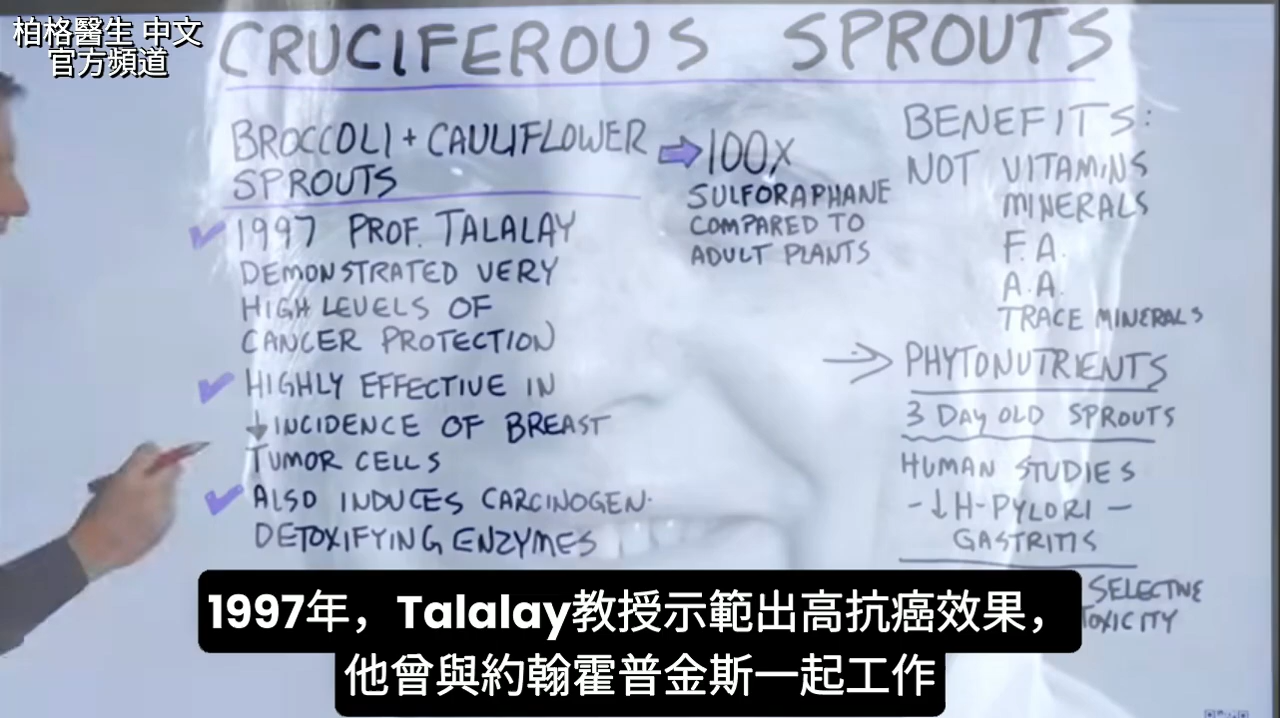 柏格醫生 中文
官方頻道
CRUCIFEROUS SPROUTS
BROCCOLI + CAULIFLOWER
SPROUTS
100X
SULFORAPHANE
COMPARED TO
ADULT PLANTS
1997 PROF. TALALAY
DEMONSTRATED VERY
HIGH LEVELS OF
CANCER PROTECTION
HIGHLY EFFECTIVE IN
↓ INCIDENCE OF BREAST
TUMOR CELLS
ALSO INDUCES CARCINOGEN-
DETOXIFYING ENZYMES
BENEFITS:
NOT VITAMINS
MINERALS
F.A.
A.A.
TRACE MINERALS
→ PHYTONUTRIENTS
3 DAY OLD SPROUTS
HUMAN STUDIES
- ↓ H-PYLORI -
GASTRITIS
SELECTIVE
TOXICITY
1997年，Talalay教授示範出高抗癌效果，
他曾與約翰霍普金斯一起工作